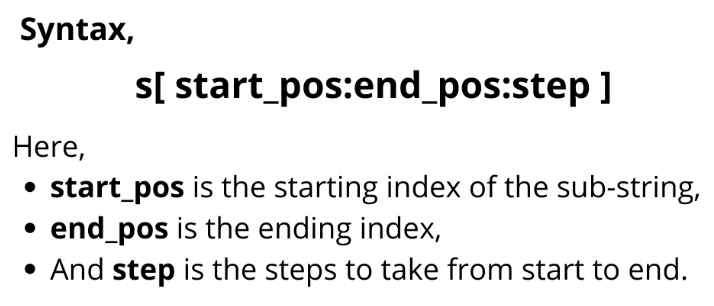 Syntax,
s[ start_pos:end_pos:step ]
Here,
• start_pos is the starting index of the sub-string,
• end_pos is the ending index,
• And step is the steps to take from start to end.